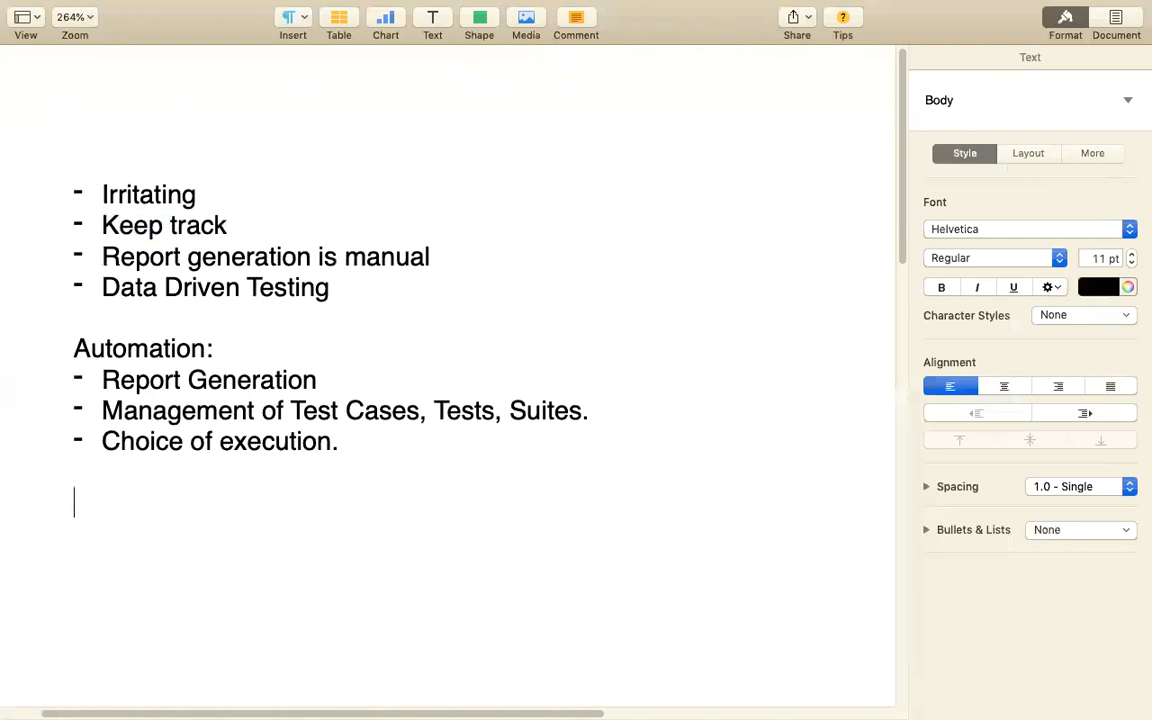 264%
View
Zoom
Insert
Table
Chart
Text
Shape
Media
Comment
Share
Tips
Format
Document
Text
Body
Style
Layout
More
Font
Helvetica
Regular
11 pt
B
I
U
Character Styles
None
Alignment
Spacing
1.0 - Single
Bullets & Lists
None
- Irritating
- Keep track
- Report generation is manual
- Data Driven Testing
Automation:
- Report Generation
- Management of Test Cases, Tests, Suites.
- Choice of execution.